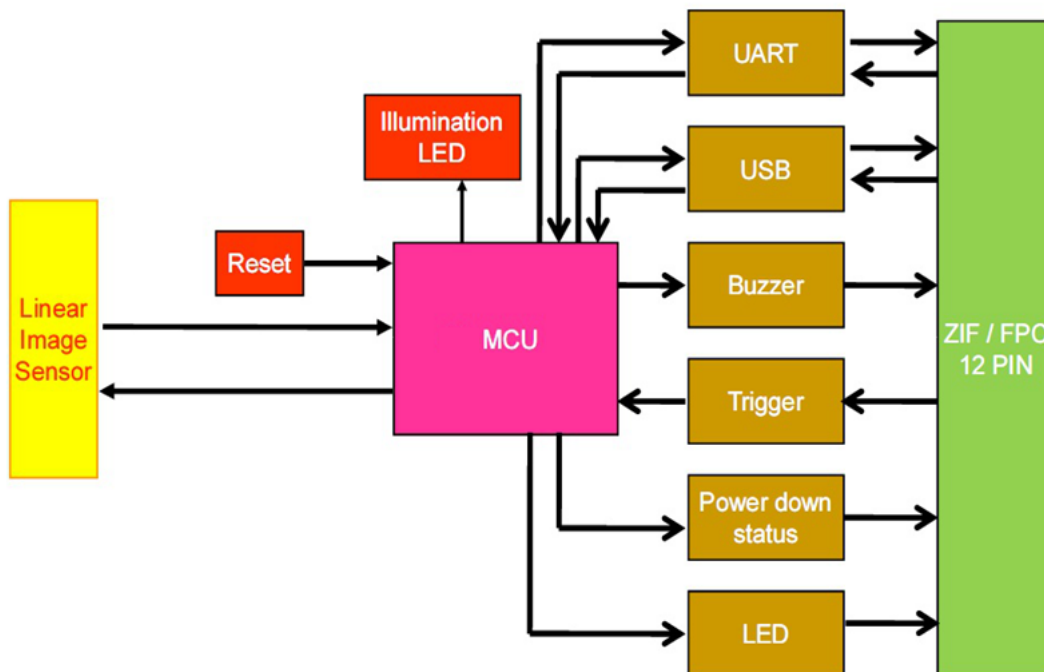 UART
Illumination
LED
USB
Reset
Buzzer
Linear
Image
Sensor
MCU
ZIF / FPC
12 PIN
Trigger
Power down
status
LED